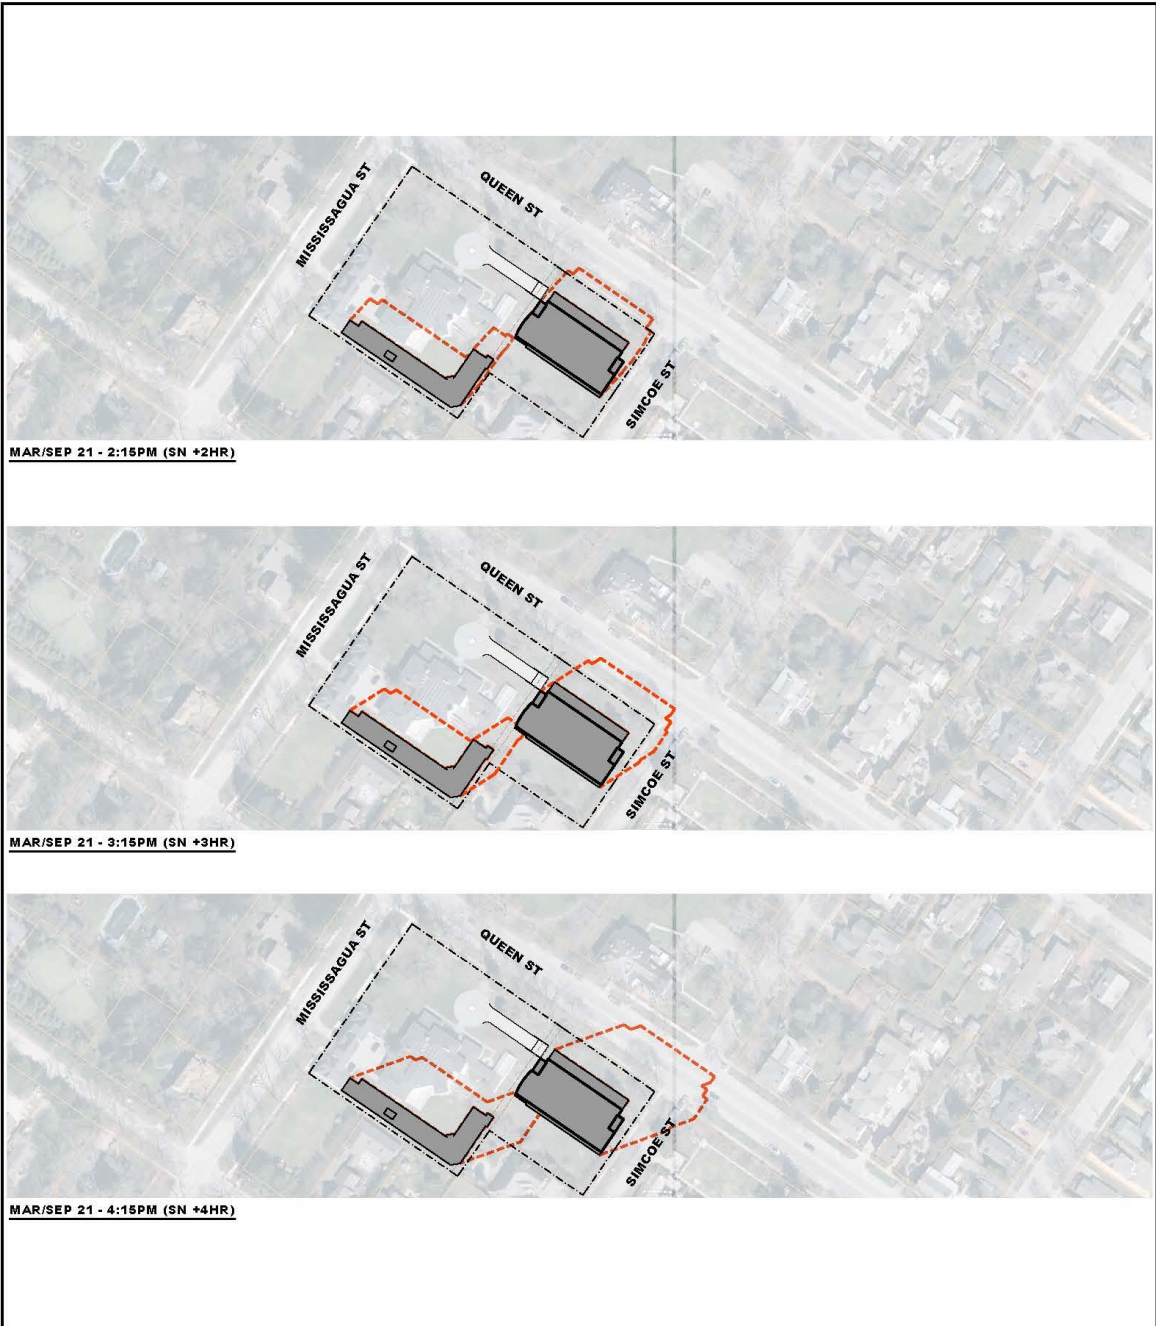 MISSISSAGUA ST
QUEEN ST
SIMCOE ST
MAR/SEP 21 - 2:15PM (SN +2HR)
MISSISSAGUA ST
QUEEN ST
SIMCOE ST
MAR/SEP 21 - 3:15PM (SN +3HR)
MISSISSAGUA ST
QUEEN ST
SIMCOE ST
MAR/SEP 21 - 4:15PM (SN +4HR)